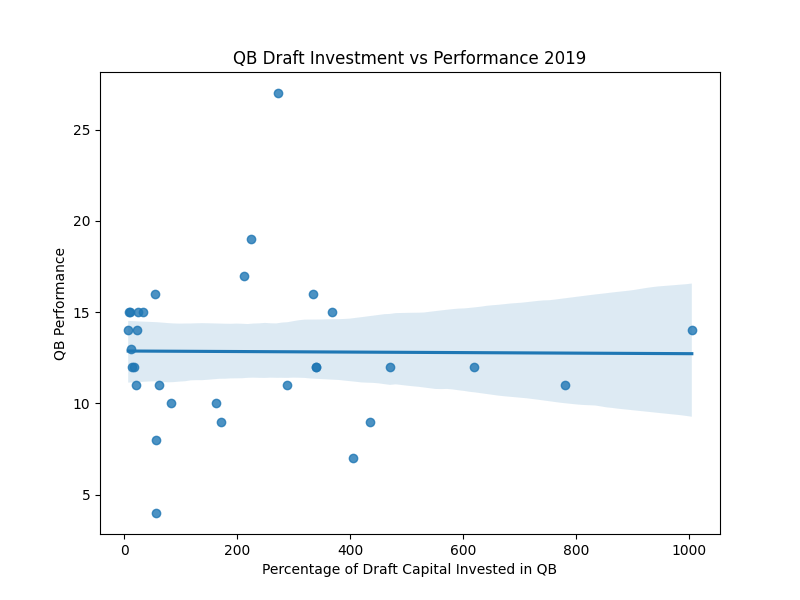 QB Draft Investment vs Performance 2019
25
20
15
10
5
QB Performance
0 200 400 600 800 1000
Percentage of Draft Capital Invested in QB